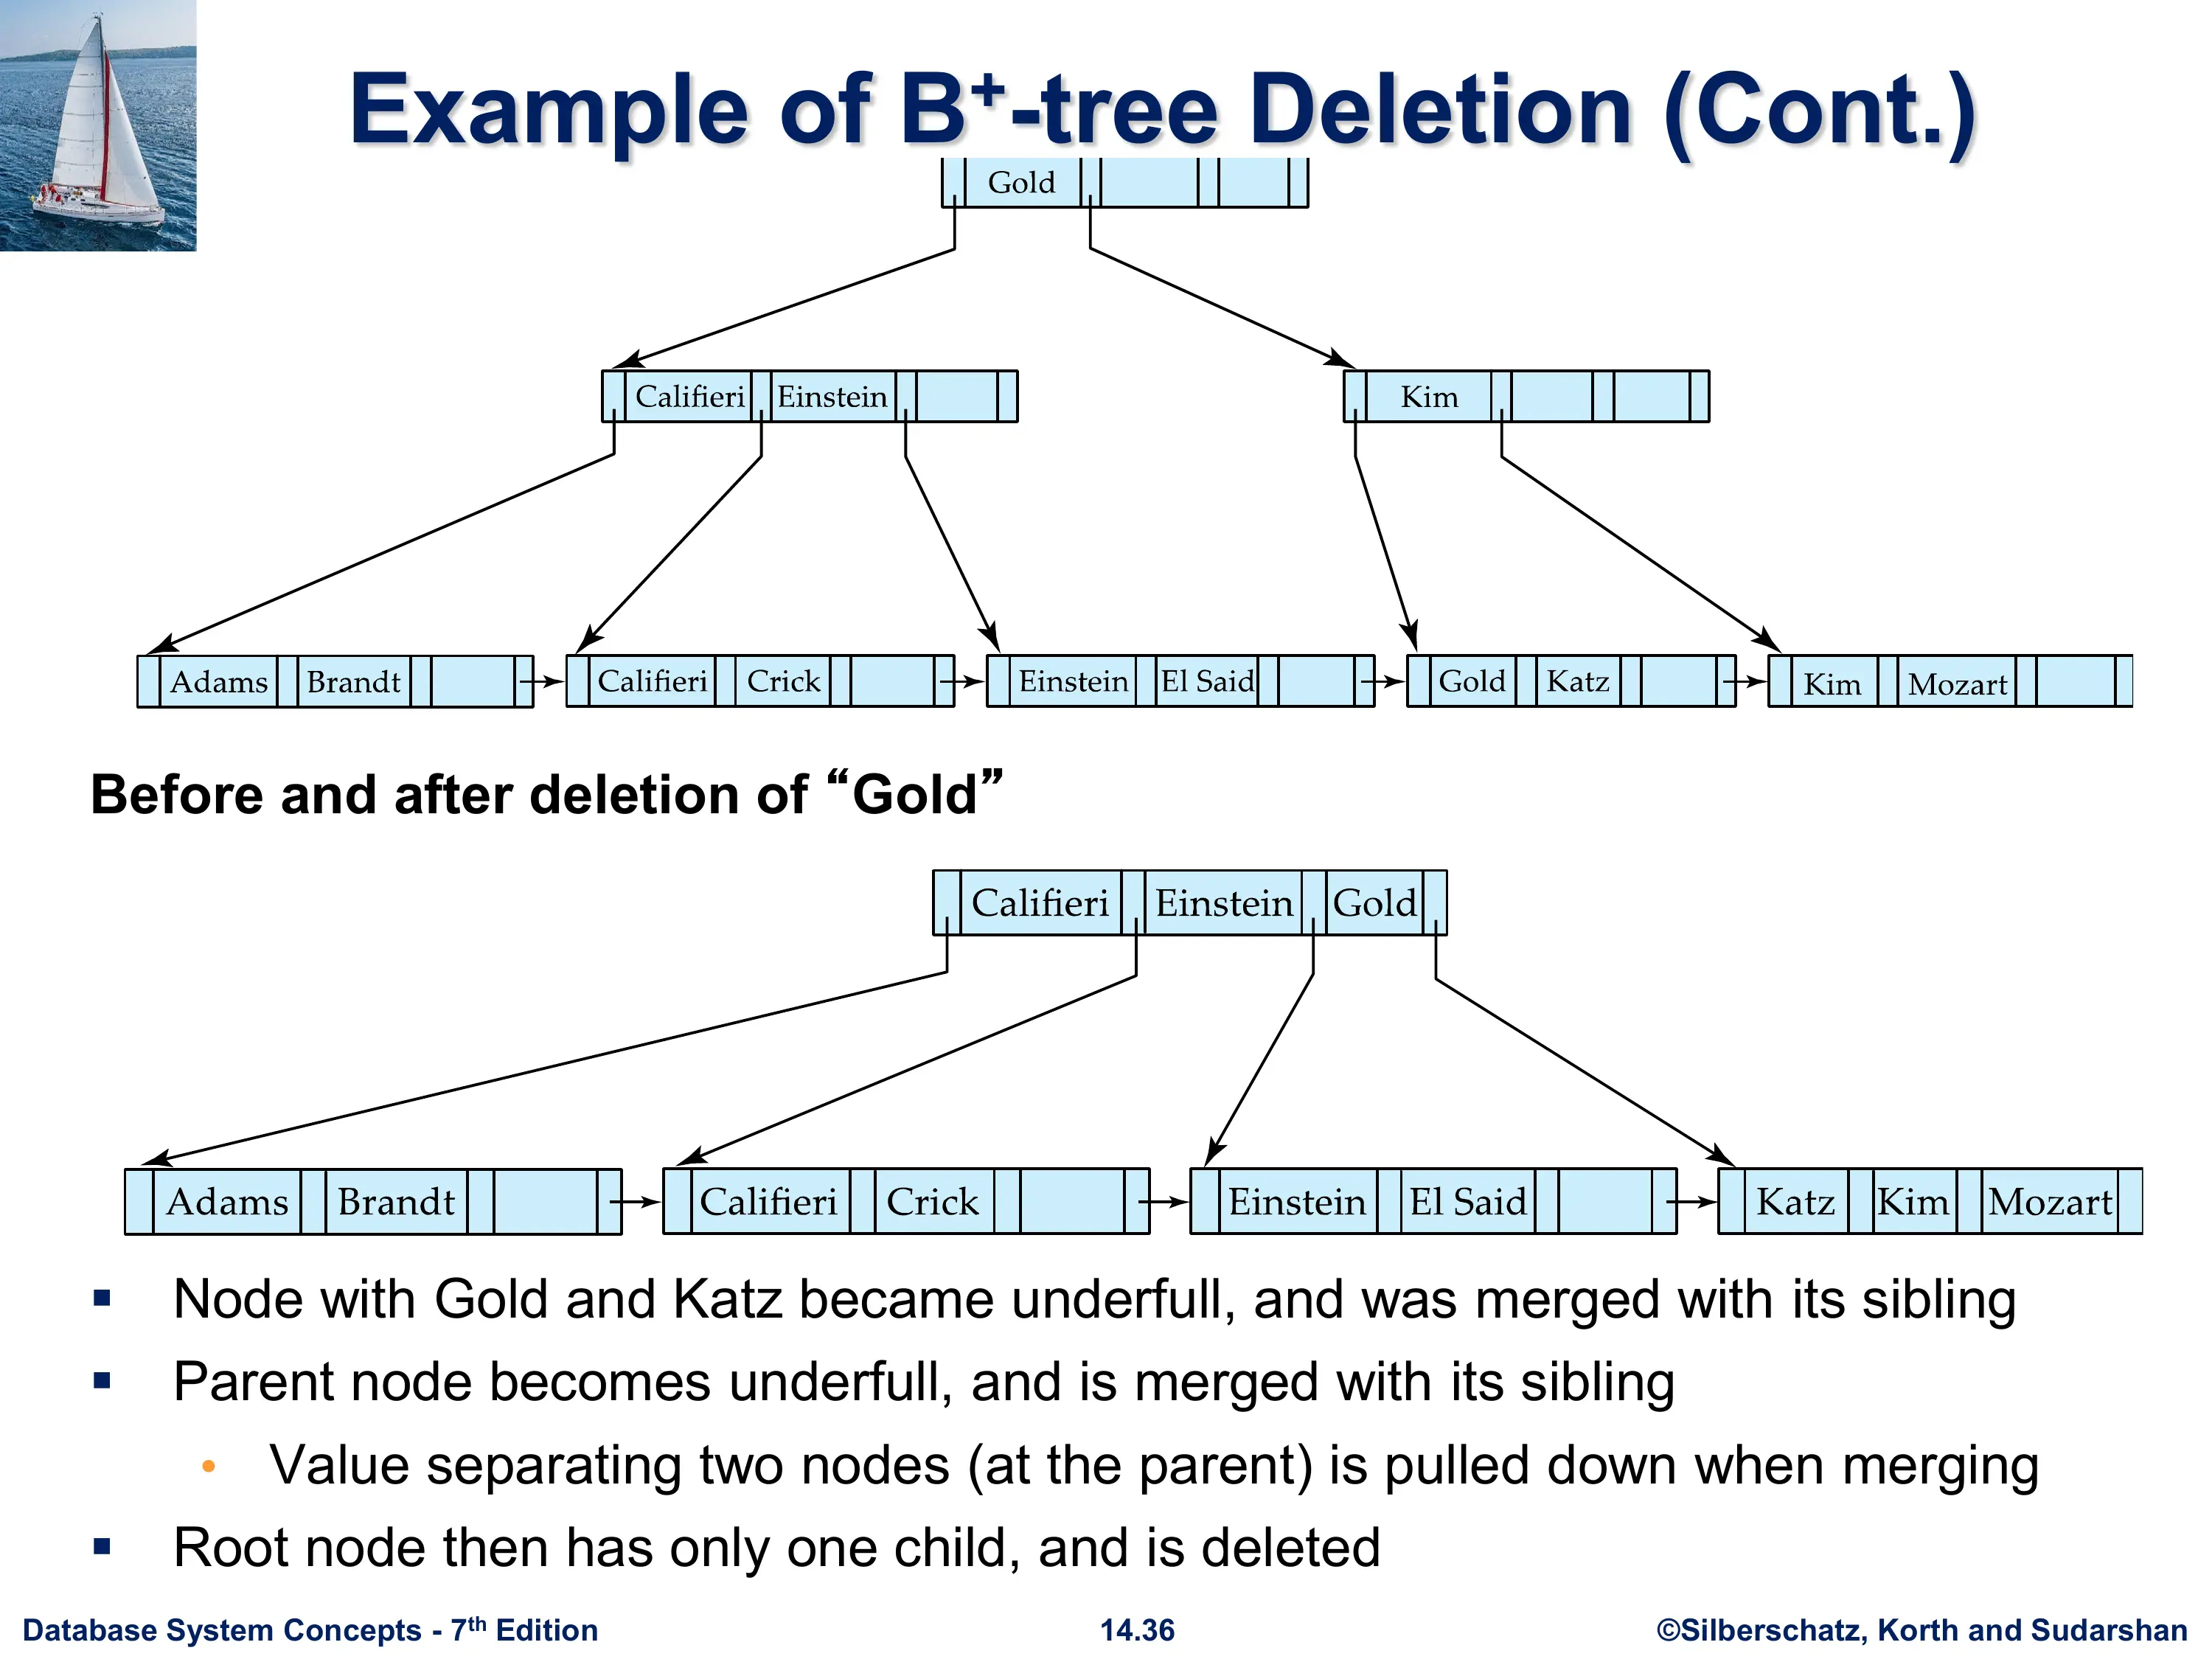 Example of B+-tree Deletion (Cont.)
Gold
Califieri Einstein Kim
Adams Brandt Califieri Crick Einstein El Said Gold Katz Kim Mozart
Before and after deletion of “Gold”
Califieri Einstein Gold
Adams Brandt Califieri Crick Einstein El Said Katz Kim Mozart
▪ Node with Gold and Katz became underfull, and was merged with its sibling
▪ Parent node becomes underfull, and is merged with its sibling
• Value separating two nodes (at the parent) is pulled down when merging
▪ Root node then has only one child, and is deleted
Database System Concepts - 7th Edition 14.36 ©Silberschatz, Korth and Sudarshan